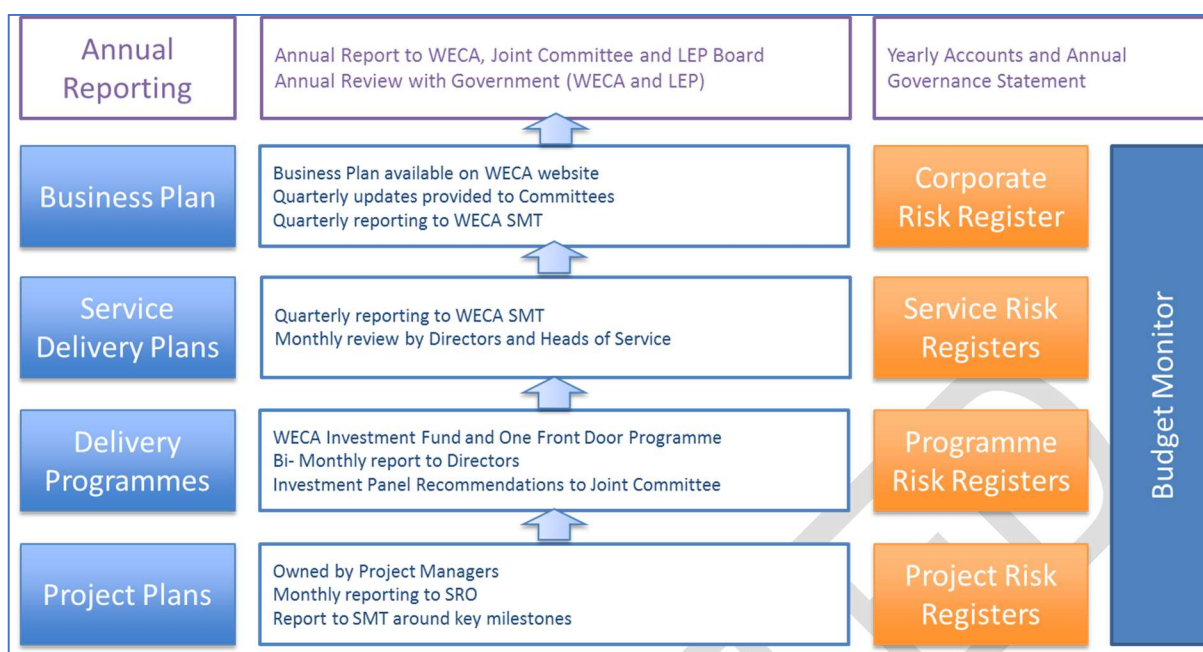 Annual
Reporting
Annual Report to WECA, Joint Committee and LEP Board
Annual Review with Government (WECA and LEP)
Yearly Accounts and Annual
Governance Statement
Business Plan
Business Plan available on WECA website
Quarterly updates provided to Committees
Quarterly reporting to WECA SMT
Corporate
Risk Register
Service
Delivery Plans
Quarterly reporting to WECA SMT
Monthly review by Directors and Heads of Service
Service Risk
Registers
Delivery
Programmes
WECA Investment Fund and One Front Door Programme
Bi- Monthly report to Directors
Investment Panel Recommendations to Joint Committee
Programme
Risk Registers
Project Plans
Owned by Project Managers
Monthly reporting to SRO
Report to SMT around key milestones
Project Risk
Registers
Budget Monitor